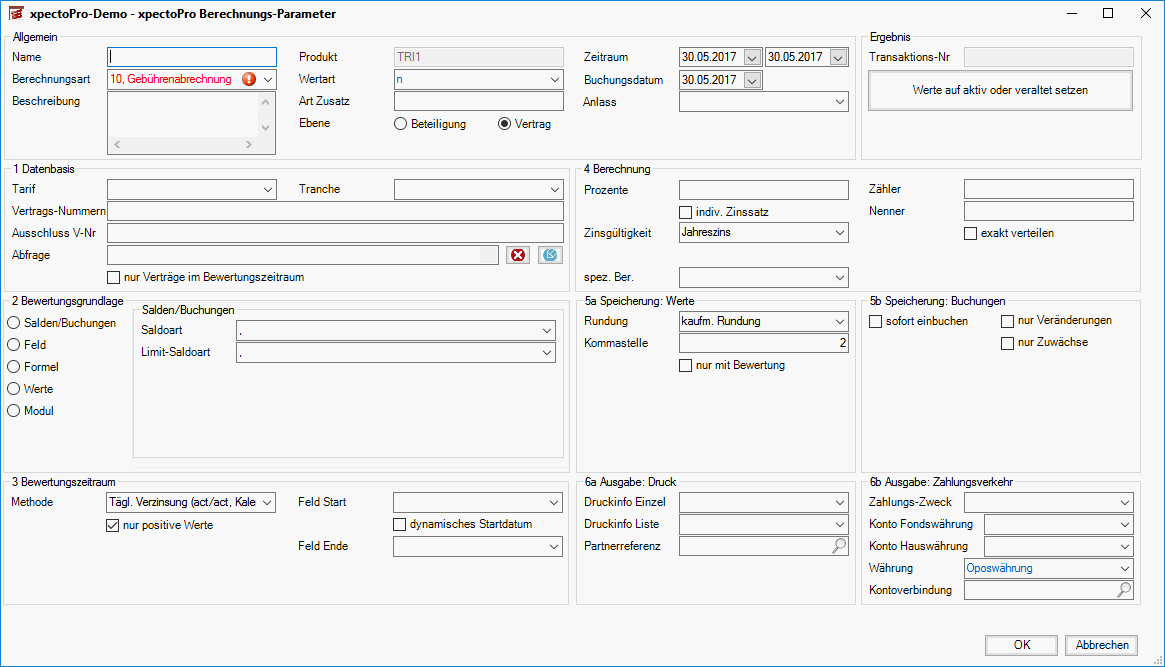 xpectoPro-Demo - xpectoPro Berechnungs-Parameter
Allgemein
Name
Berechnungsart 10, Gebührenabrechnung
Beschreibung
Produkt TRI1
Wertart n
Art Zusatz
Ebene Beteiligung Vertrag
Zeitraum 30.05.2017 30.05.2017
Buchungsdatum 30.05.2017
Anlass
Ergebnis
Transaktions-Nr
Werte auf aktiv oder veraltet setzen
1 Datenbasis
Tarif Tranche
Vertrags-Nummern
Ausschluss V-Nr
Abfrage
nur Verträge im Bewertungszeitraum
4 Berechnung
Prozente
indiv. Zinssatz
Zinsgültigkeit Jahreszins
spez. Ber.
Zähler
Nenner
exakt verteilen
2 Bewertungsgrundlage
Salden/Buchungen
Feld
Formel
Werte
Modul
Salden/Buchungen
Saldoart ,
Limit-Saldoart ,
5a Speicherung: Werte
Rundung kaufm. Rundung
Kommastelle 2
nur mit Bewertung
5b Speicherung: Buchungen
sofort einbuchen nur Veränderungen
nur Zuwächse
3 Bewertungszeitraum
Methode Tägl. Verzinsung (act/act, Kale
nur positive Werte
Feld Start
dynamisches Startdatum
Feld Ende
6a Ausgabe: Druck
Druckinfo Einzel
Druckinfo Liste
Partnerreferenz
6b Ausgabe: Zahlungsverkehr
Zahlungs-Zweck
Konto Fondswährung
Konto Hauswährung
Währung Oposwährung
Kontoverbindung
OK Abbrechen